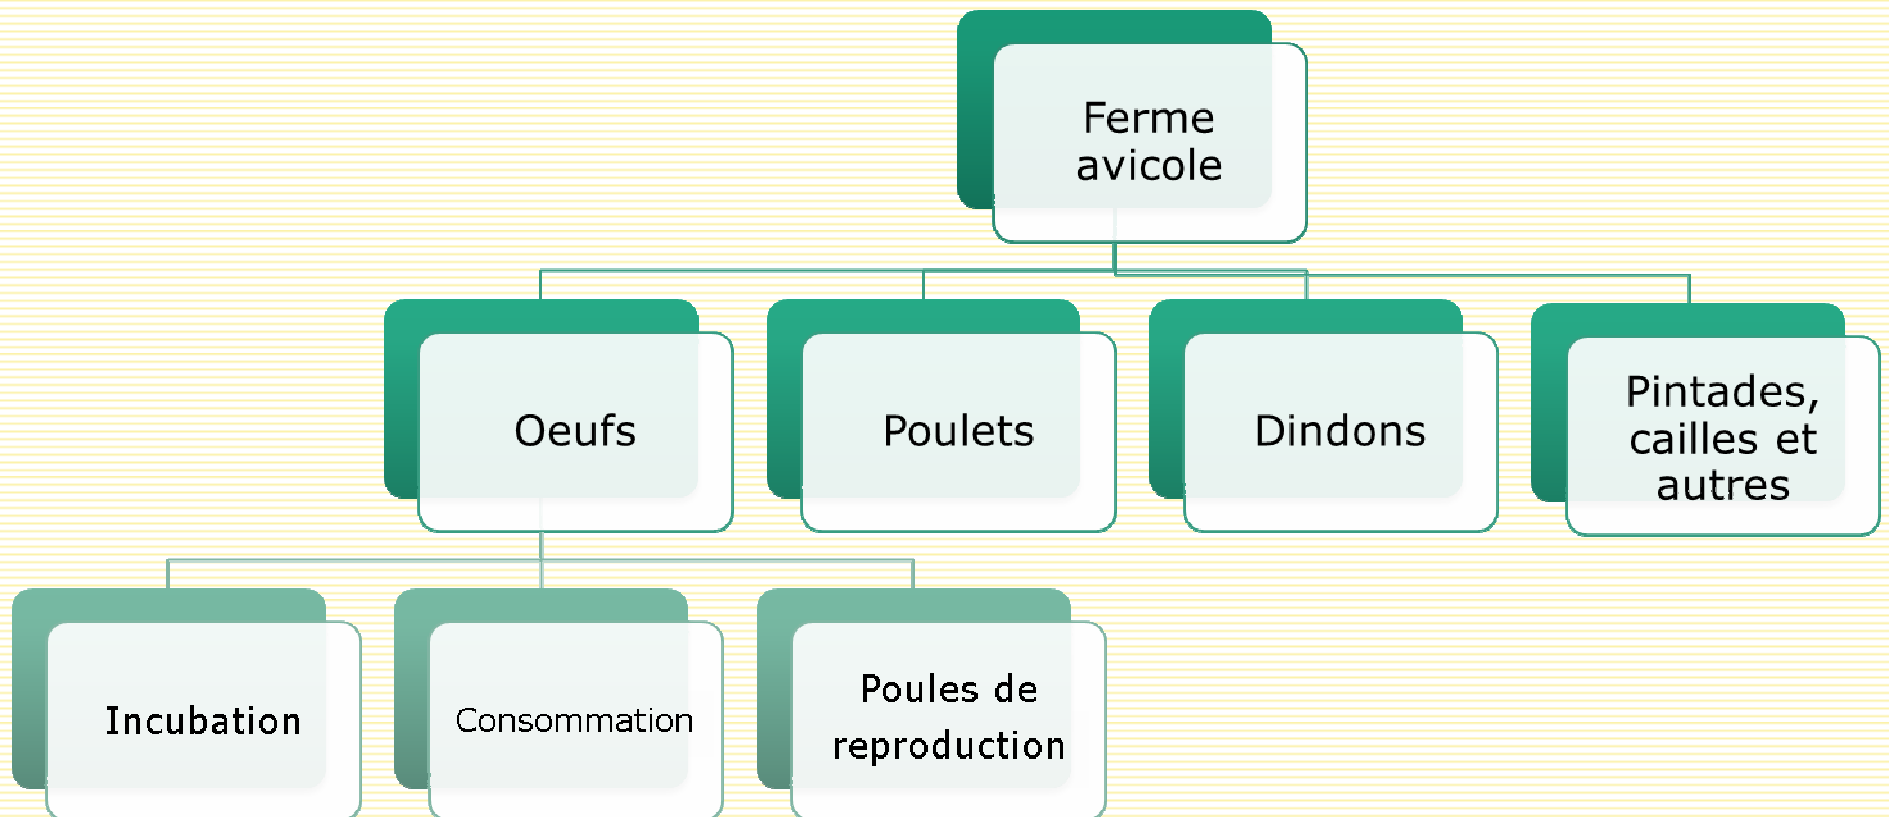 Ferme
avicole
Oeufs
Poulets
Dindons
Pintades,
cailles et
autres
Incubation
Consommation
Poules de
reproduction